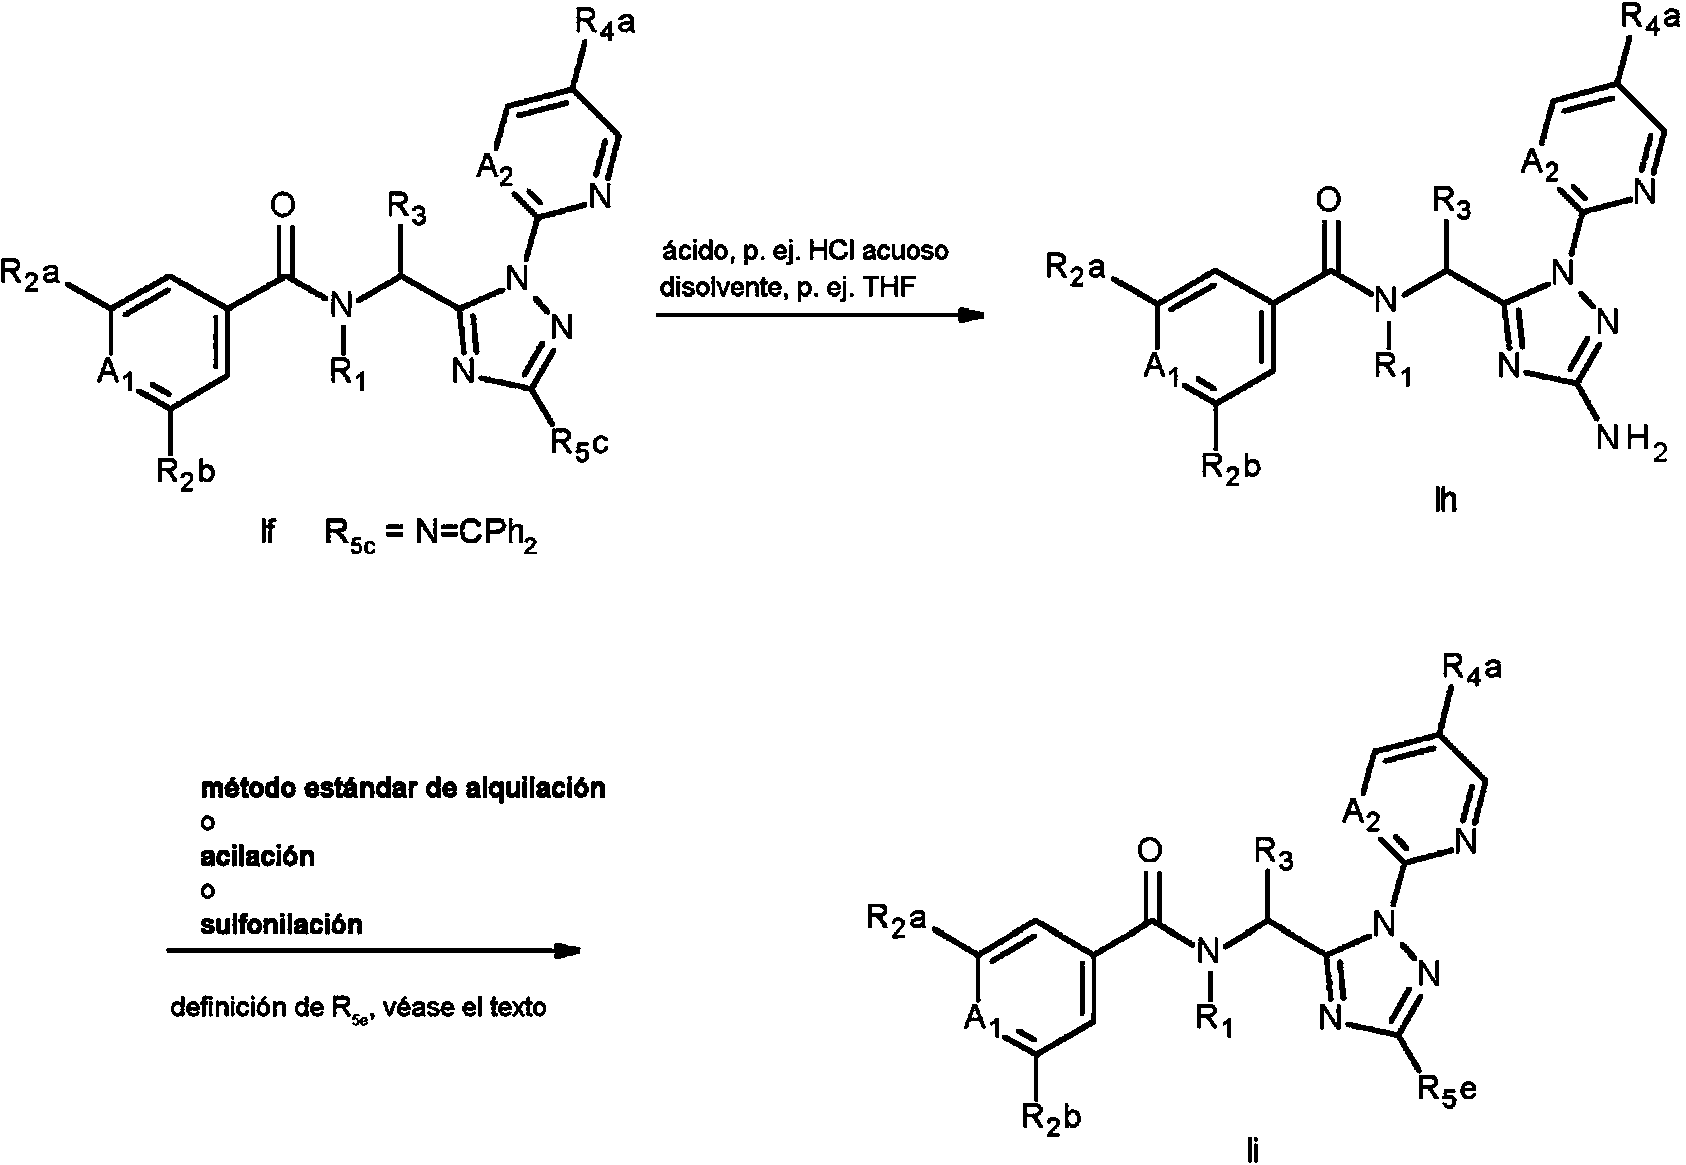 R4a
A2
N
O
R3
R2a
N
N
N
A1
R1
N
R5c
R2b
If R5c = N=CPh2
ácido, p. ej. HCl acuoso
disolvente, p. ej. THF
R4a
A2
N
O
R3
R2a
N
N
N
A1
R1
N
NH2
R2b
Ih
método estándar de alquilación
o
acilación
o
sulfonilación
definición de R5e, véase el texto
R4a
A2
N
O
R3
R2a
N
N
N
A1
R1
N
R5e
R2b
Ii